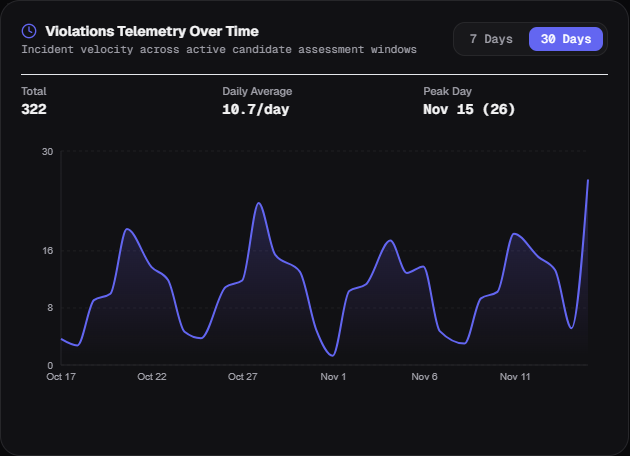 Violations Telemetry Over Time
Incident velocity across active candidate assessment windows
7 Days
30 Days
Total
322
Daily Average
10.7/day
Peak Day
Nov 15 (26)
30
16
8
0
Oct 17
Oct 22
Oct 27
Nov 1
Nov 6
Nov 11